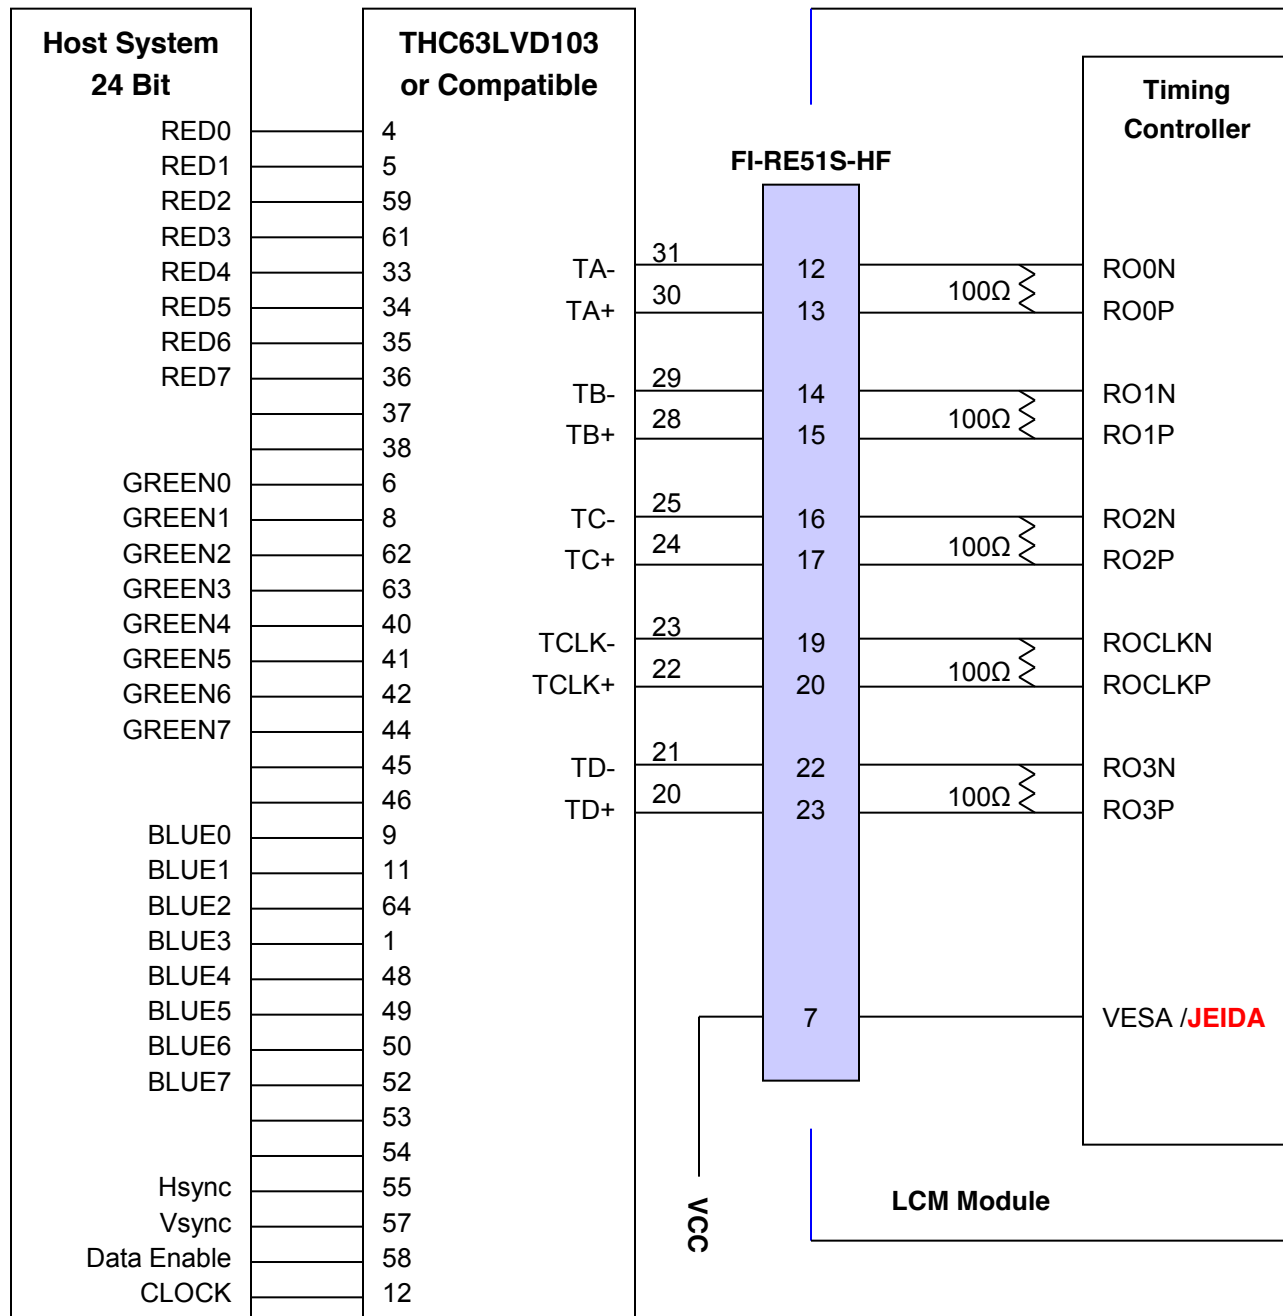 Host System
24 Bit
RED0
RED1
RED2
RED3
RED4
RED5
RED6
RED7
GREEN0
GREEN1
GREEN2
GREEN3
GREEN4
GREEN5
GREEN6
GREEN7
BLUE0
BLUE1
BLUE2
BLUE3
BLUE4
BLUE5
BLUE6
BLUE7
Hsync
Vsync
Data Enable
CLOCK
THC63LVD103
or Compatible
4
5
59
61
33
34
35
36
37
38
6
8
62
63
40
41
42
44
45
46
9
11
64
1
48
49
50
52
53
54
55
57
58
12
TA-
TA+
TB-
TB+
TC-
TC+
TCLK-
TCLK+
TD-
TD+
31
30
29
28
25
24
23
22
21
20
FI-RE51S-HF
12
13
14
15
16
17
19
20
22
23
7
VCC
100Ω
100Ω
100Ω
100Ω
100Ω
Timing
Controller
RO0N
RO0P
RO1N
RO1P
RO2N
RO2P
ROCLKN
ROCLKP
RO3N
RO3P
VESA /JEIDA
LCM Module